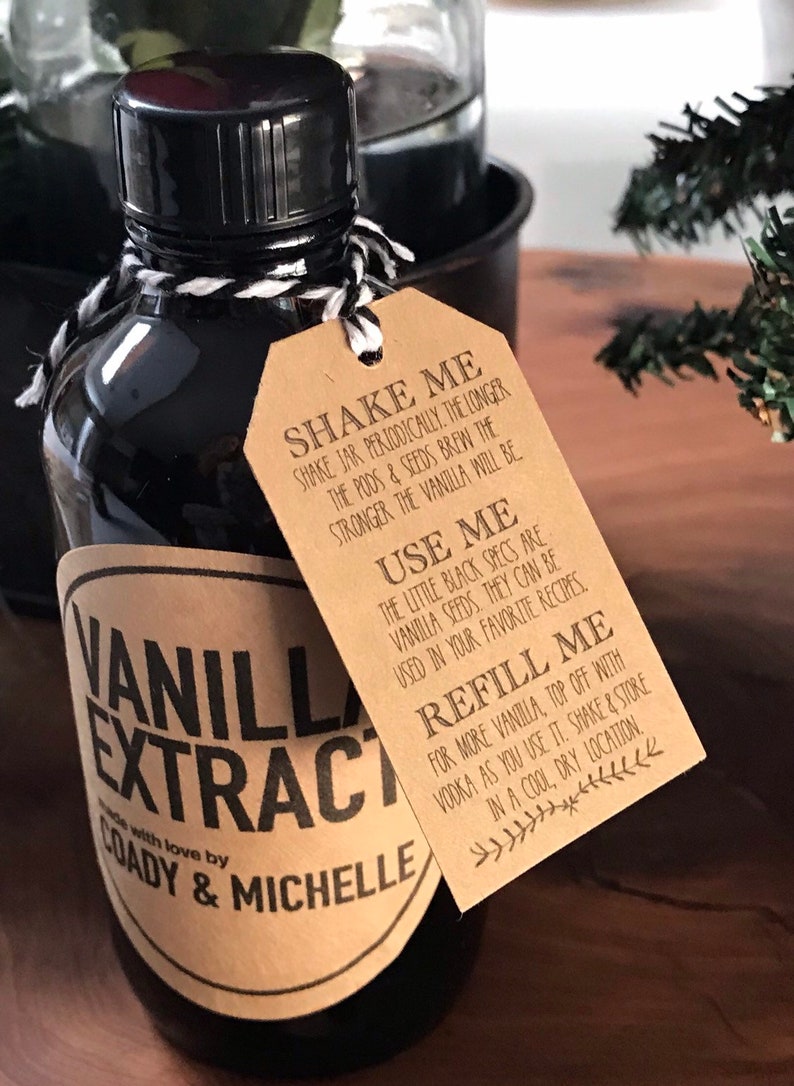 SHAKE ME
SHAKE JAR PERIODICALLY. THE LONGER
THE PODS & SEEDS BREW THE
STRONGER THE VANILLA WILL BE.
USE ME
THE LITTLE BLACK SPECS ARE
VANILLA SEEDS. THEY CAN BE
USED IN YOUR FAVORITE RECIPES.
REFILL ME
FOR MORE VANILLA, TOP OFF WITH
VODKA AS YOU USE IT. SHAKE & STORE
IN A COOL, DRY LOCATION.
VANILLA
EXTRACT
made with love by
COADY & MICHELLE